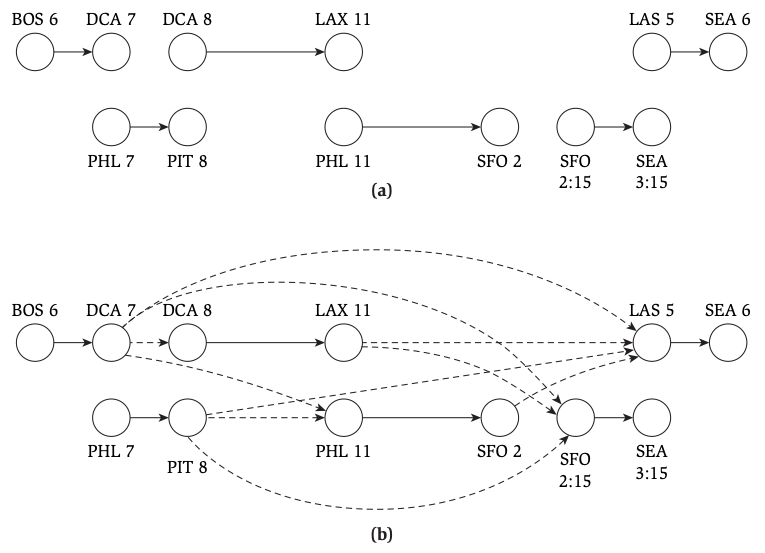 BOS 6 DCA 7 DCA 8 LAX 11 LAS 5 SEA 6
PHL 7 PIT 8 PHL 11 SFO 2 SFO SEA
2:15 3:15
(a)
BOS 6 DCA 7 DCA 8 LAX 11 LAS 5 SEA 6
PHL 7 PIT 8 PHL 11 SFO 2 SFO SEA
2:15 3:15
(b)